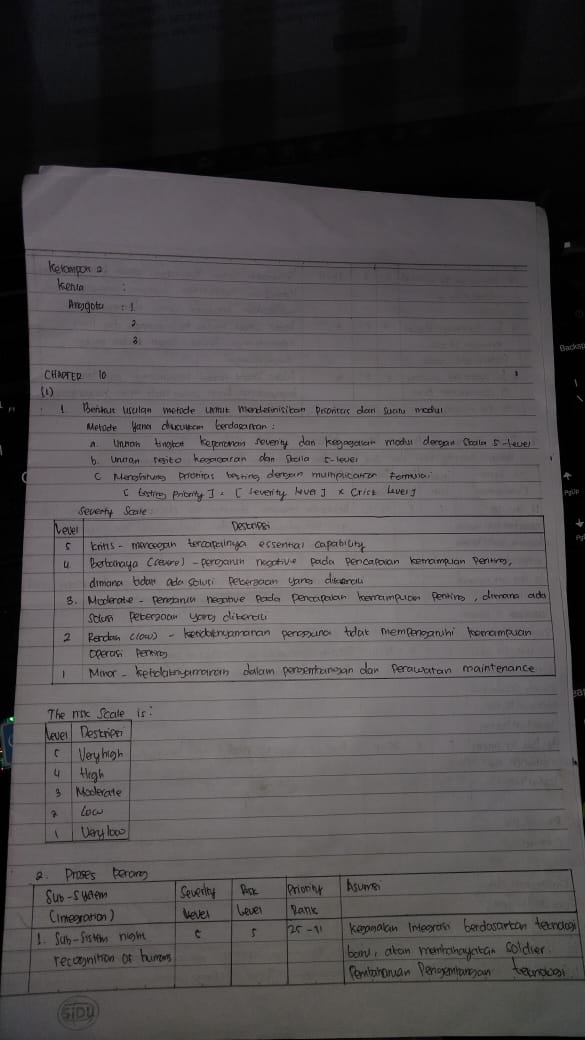 Kelompok 2
Ketua :
Anggota : 1.
2
3.
CHAPTER 10
(1)
1. Berikut usulan metode untuk mendefinisikan Prioritas dari suatu modul.
Metode yang diusulkan berdasarkan :
a. Ukuran tingkat keparahan severity dan kegagalan modul dengan Skala 5-level
b. Ukuran resiko kegagalan dan Skala 5-level
c Menghitung Prioritas testing dengan multiplication Formula:
[ testing Priority ] = [ Severity level ] x [risk Level]
Severity Scale:
Level Deskripsi
5 kritis - mencegah tercapainya essential capability
4 Berbahaya (severe) - pengaruh negative pada Pencapaian kemampuan Penting,
dimana tidak ada solusi Pekerjaan yang diketahui
3. Moderate - pengaruh negative Pada pencapaian kemampuan Penting, dimana ada
Solusi Pekerjaan yang diketahui
2 Rendah (low) - ketidaknyamanan pengguna tidak mempengaruhi kemampuan
Operasi Penting
1 Minor - ketidaknyamanan dalam pengembangan dan Perawatan maintenance
The risk Scale is:
Level Deskripsi
5 Very high
4 High
3 Moderate
2 Low
1 Very low
2. Proses Perang
Sub-System (Integration) Severity Level Risk Level Priority Rank Asumsi
1. Sub-Sistem night recognition of humans 5 5 25-11 kegagalan Integrasi berdasarkan teknologi
baru, akan membahayakan soldier.
Pembaharuan Pengembangan teknologi
SiDU